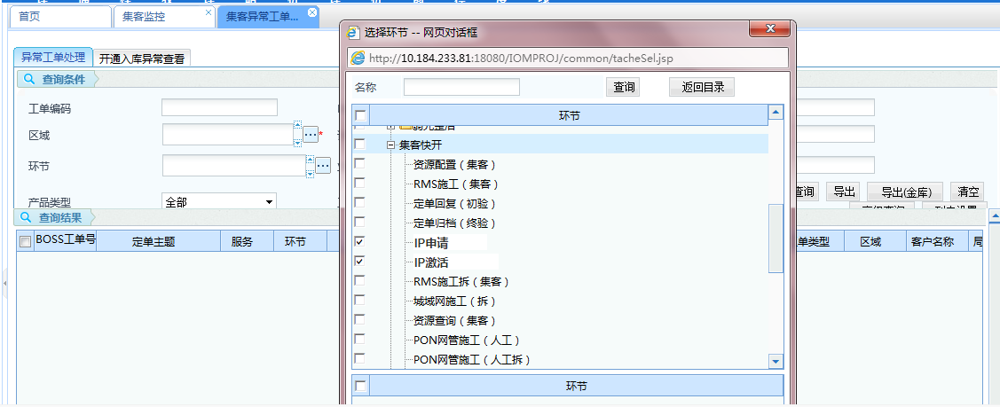 首页
集客监控
集客异常工单...
选择环节 -- 网页对话框
http://10.184.233.81:18080/IOMPROJ/common/tacheSel.jsp
异常工单处理
开通入库异常查看
名称
查询
返回目录
查询条件
工单编码
环节
区域
*
集客快开
环节
资源配置（集客）
RMS施工（集客）
查询
导出
导出(金库)
清空
产品类型
全部
定单回复（初验）
查询结果
定单归档（终验）
BOSS工单号
定单主题
服务
环节
IP申请
单类型
区域
客户名称
局
IP激活
RMS施工拆（集客）
城域网施工（拆）
资源查询（集客）
PON网管施工（人工）
PON网管施工（人工拆）
环节